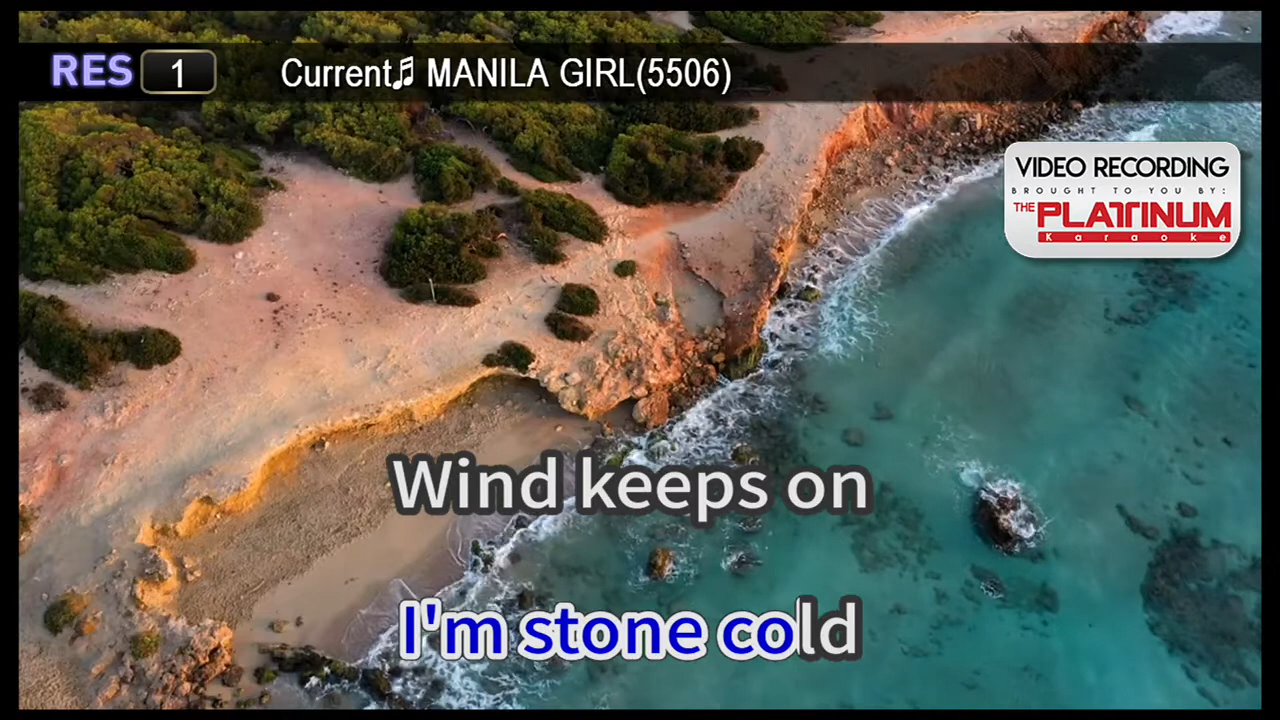 RES 1 Current♫ MANILA GIRL(5506)
VIDEO RECORDING
BROUGHT TO YOU BY:
THE PLATINUM
Karaoke
Wind keeps on
I'm stone cold